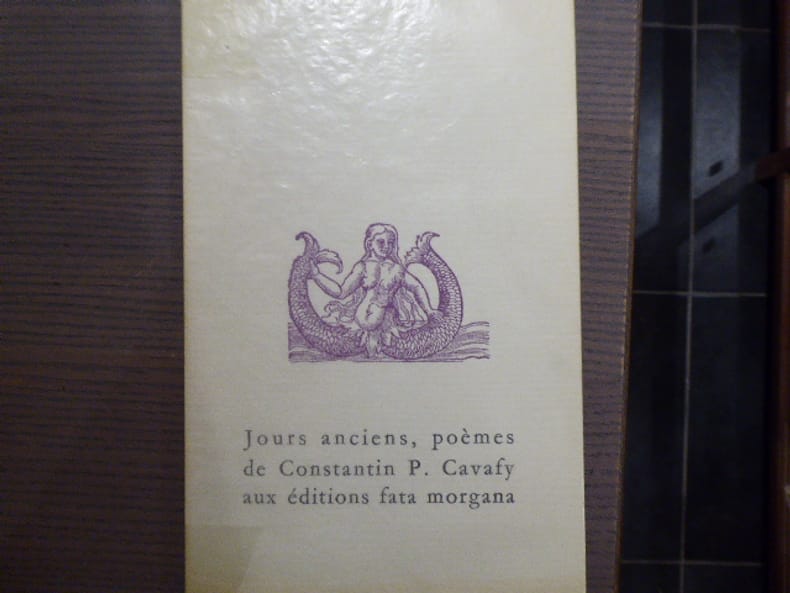 Jours anciens, poèmes
de Constantin P. Cavafy
aux éditions fata morgana